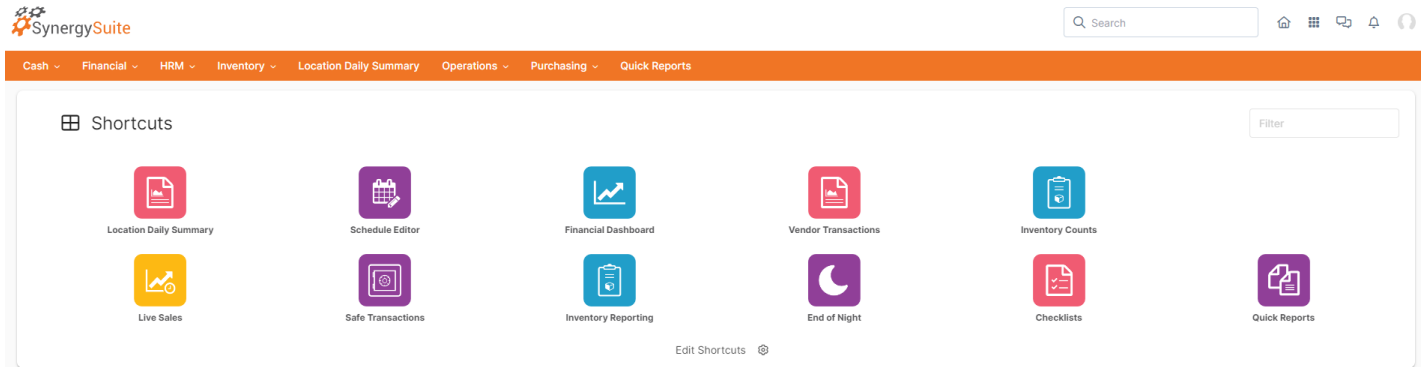 SynergySuite
Search
Cash Financial HRM Inventory Location Daily Summary Operations Purchasing Quick Reports
Shortcuts
Filter
Location Daily Summary Schedule Editor Financial Dashboard Vendor Transactions Inventory Counts
Live Sales Safe Transactions Inventory Reporting End of Night Checklists Quick Reports
Edit Shortcuts